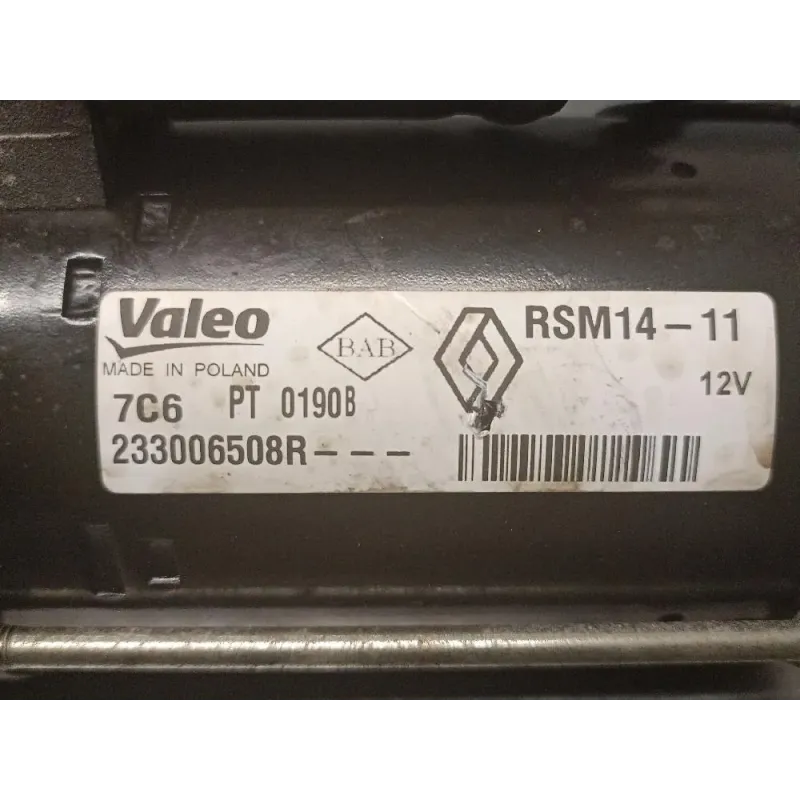 Valeo
MADE IN POLAND
BAB
RSM14-11
12V
7C6 PT 0190B
233006508R---